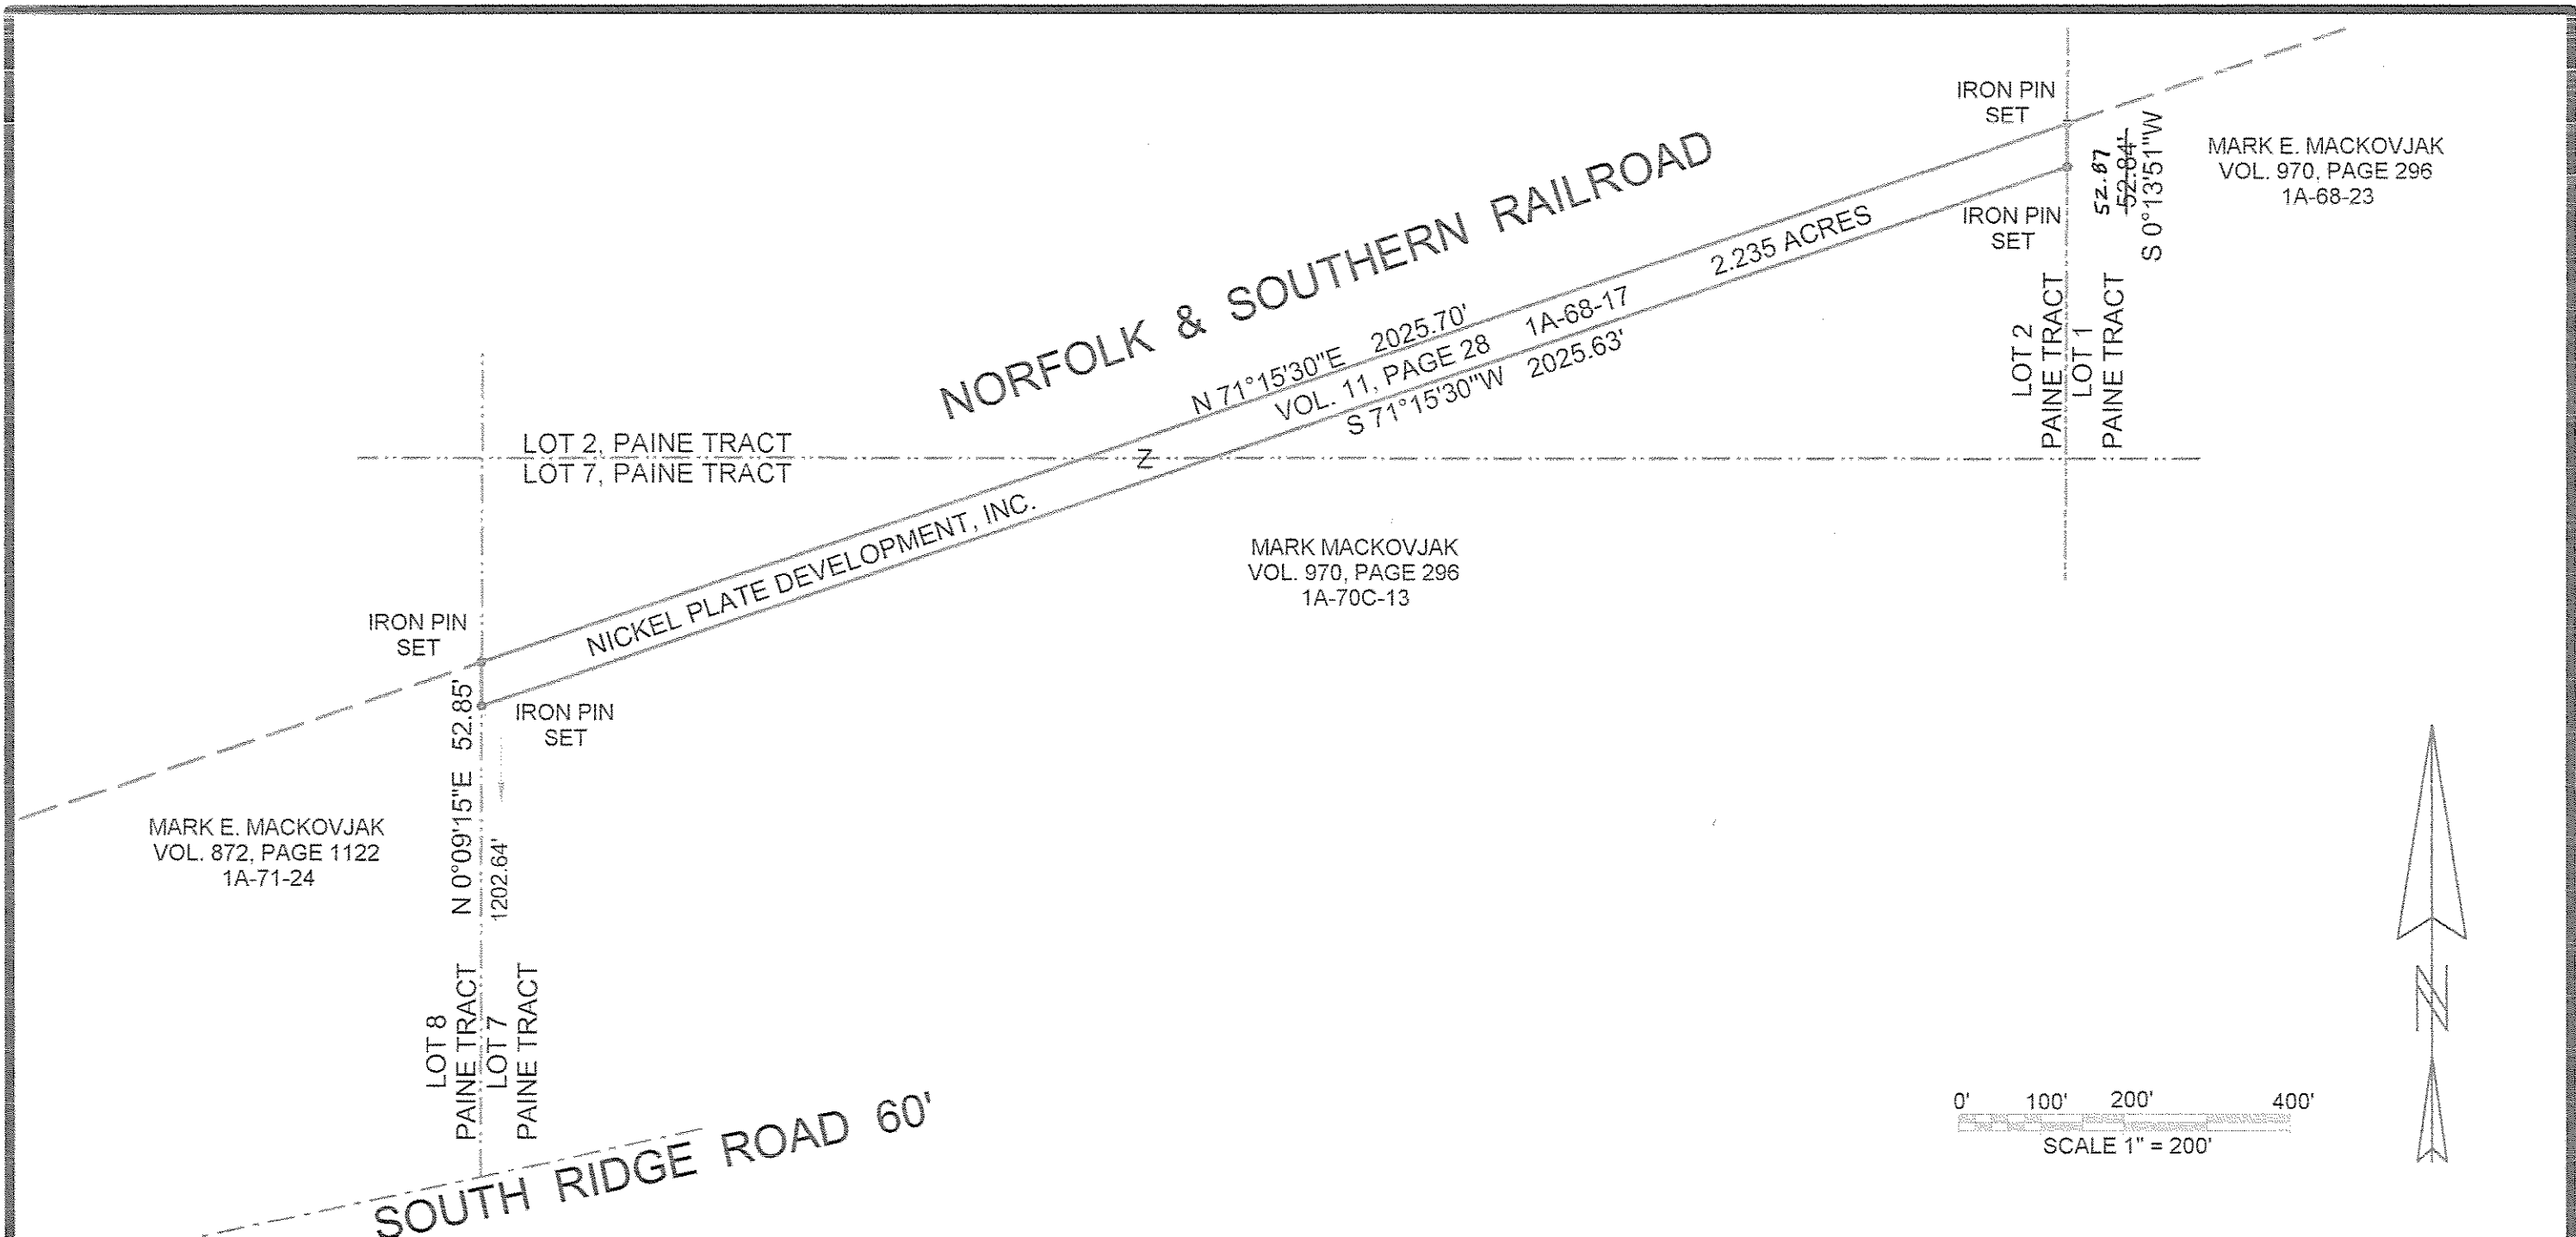 IRON PIN
SET
MARK E. MACKOVJAK
VOL. 970, PAGE 296
1A-68-23
52.87
52.84'
S 0°13'51"W
NORFOLK & SOUTHERN RAILROAD
IRON PIN
SET
2.235 ACRES
N 71°15'30"E 2025.70'
VOL. 11, PAGE 28 1A-68-17
S 71°15'30"W 2025.63'
LOT 2
PAINE TRACT
LOT 1
PAINE TRACT
LOT 2, PAINE TRACT
LOT 7, PAINE TRACT
Z
NICKEL PLATE DEVELOPMENT, INC.
MARK MACKOVJAK
VOL. 970, PAGE 296
1A-70C-13
IRON PIN
SET
IRON PIN
SET
N 0°09'15"E 52.85'
1202.64'
MARK E. MACKOVJAK
VOL. 872, PAGE 1122
1A-71-24
LOT 8
PAINE TRACT
LOT 7
PAINE TRACT
N
SOUTH RIDGE ROAD 60'
0' 100' 200' 400'
SCALE 1" = 200'